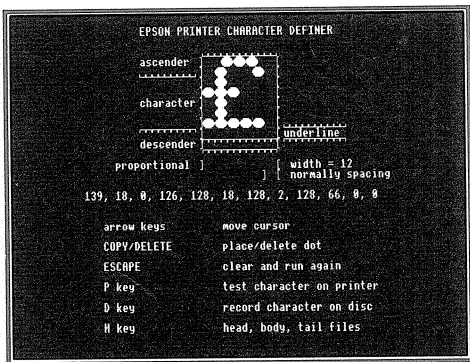 EPSON PRINTER CHARACTER DEFINER
ascender
character
underline
descender
proportional ] [ width = 12
] [ normally spacing
139, 18, 0, 126, 128, 18, 128, 2, 128, 66, 0, 0
arrow keys move cursor
COPY/DELETE place/delete dot
ESCAPE clear and run again
P key test character on printer
D key record character on disc
H key head, body, tail files